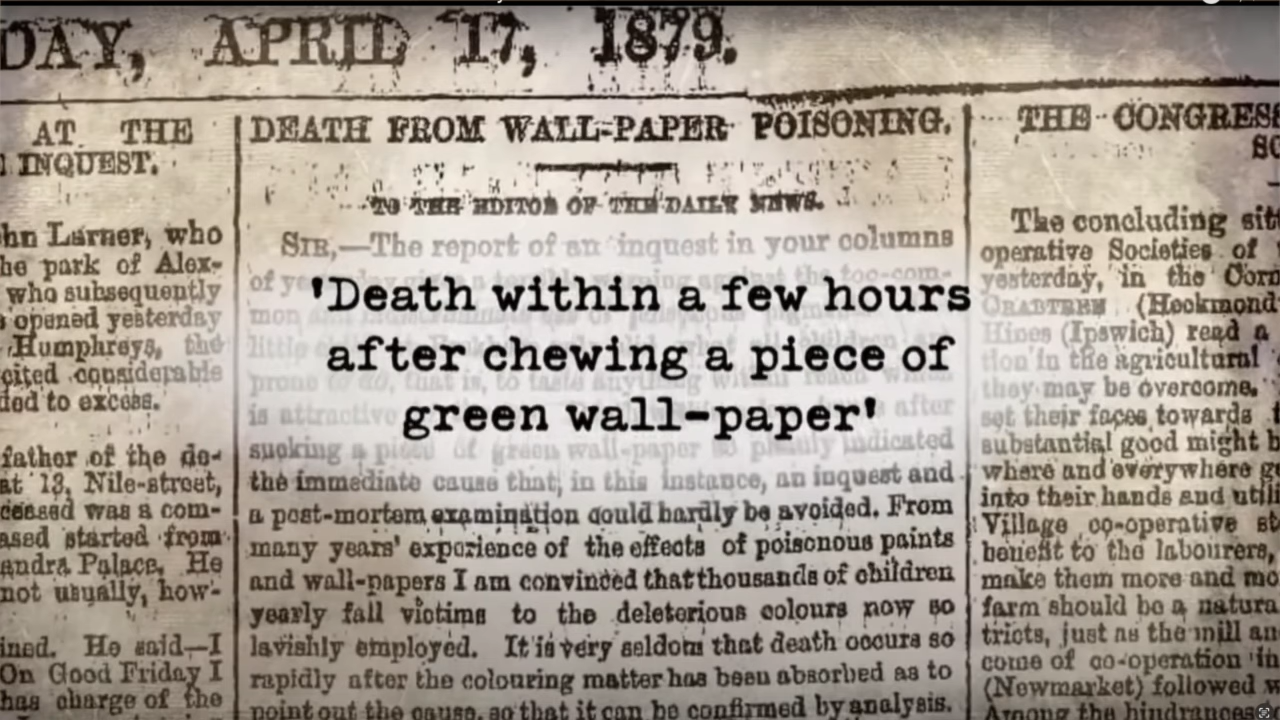 DAY, APRIL 17, 1879.
AT THE
INQUEST.
hn Larner, who
he park of Alex-
who subsequently
opened yesterday
Humphreys, the
cited considerable
ded to excess.
father of the de-
at 13, Nile-street,
ceased was a com-
ased started from
andra Palace. He
not usually, how-
ined. He said—I
On Good Friday I
has charge of the
DEATH FROM WALL-PAPER POISONING.
TO THE EDITOR OF THE DAILY NEWS.
SIR,—The report of an inquest in your columns
'Death within a few hours
after chewing a piece of
green wall-paper'
sucking a piece of green wall-paper so plainly indicated
the immediate cause that, in this instance, an inquest and
a post-mortem examination could hardly be avoided. From
many years' experience of the effects of poisonous paints
and wall-papers I am convinced that thousands of children
yearly fall victims to the deleterious colours now so
lavishly employed. It is very seldom that death occurs so
rapidly after the colouring matter has been absorbed as to
point out the cause, so that it can be confirmed by analysis.
THE CONGRES
SC
The concluding sit
operative Societies of
yesterday, in the Corn
CRABTREE (Heckmond
Hines (Ipswich) read a
tion in the agricultural
they may be overcome.
set their faces towards
substantial good might b
where and everywhere g
into their hands and utili
Village co-operative st
benefit to the labourers,
make them more and mo
farm should be a natura
tricts, just as the mill an
come of co-operation in
(Newmarket) followed w
Among the hindrances